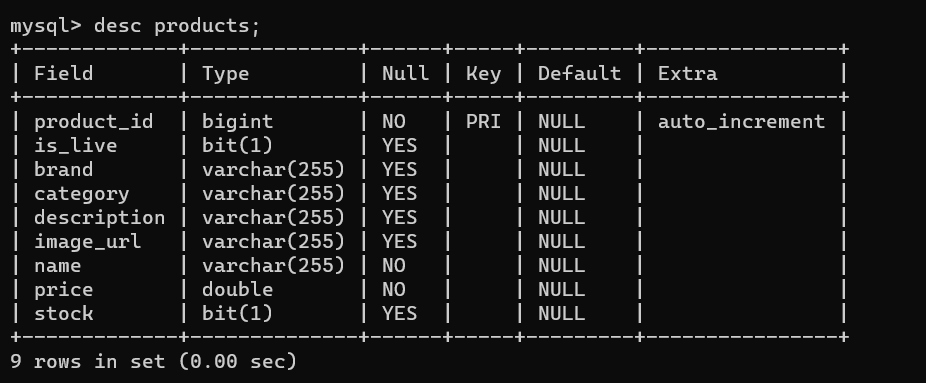 mysql> desc products;
+-------------+--------------+------+-----+---------+----------------+
| Field       | Type         | Null | Key | Default | Extra          |
+-------------+--------------+------+-----+---------+----------------+
| product_id  | bigint       | NO   | PRI | NULL    | auto_increment |
| is_live     | bit(1)       | YES  |     | NULL    |                |
| brand       | varchar(255) | YES  |     | NULL    |                |
| category    | varchar(255) | YES  |     | NULL    |                |
| description | varchar(255) | YES  |     | NULL    |                |
| image_url   | varchar(255) | YES  |     | NULL    |                |
| name        | varchar(255) | NO   |     | NULL    |                |
| price       | double       | NO   |     | NULL    |                |
| stock       | bit(1)       | YES  |     | NULL    |                |
+-------------+--------------+------+-----+---------+----------------+
9 rows in set (0.00 sec)